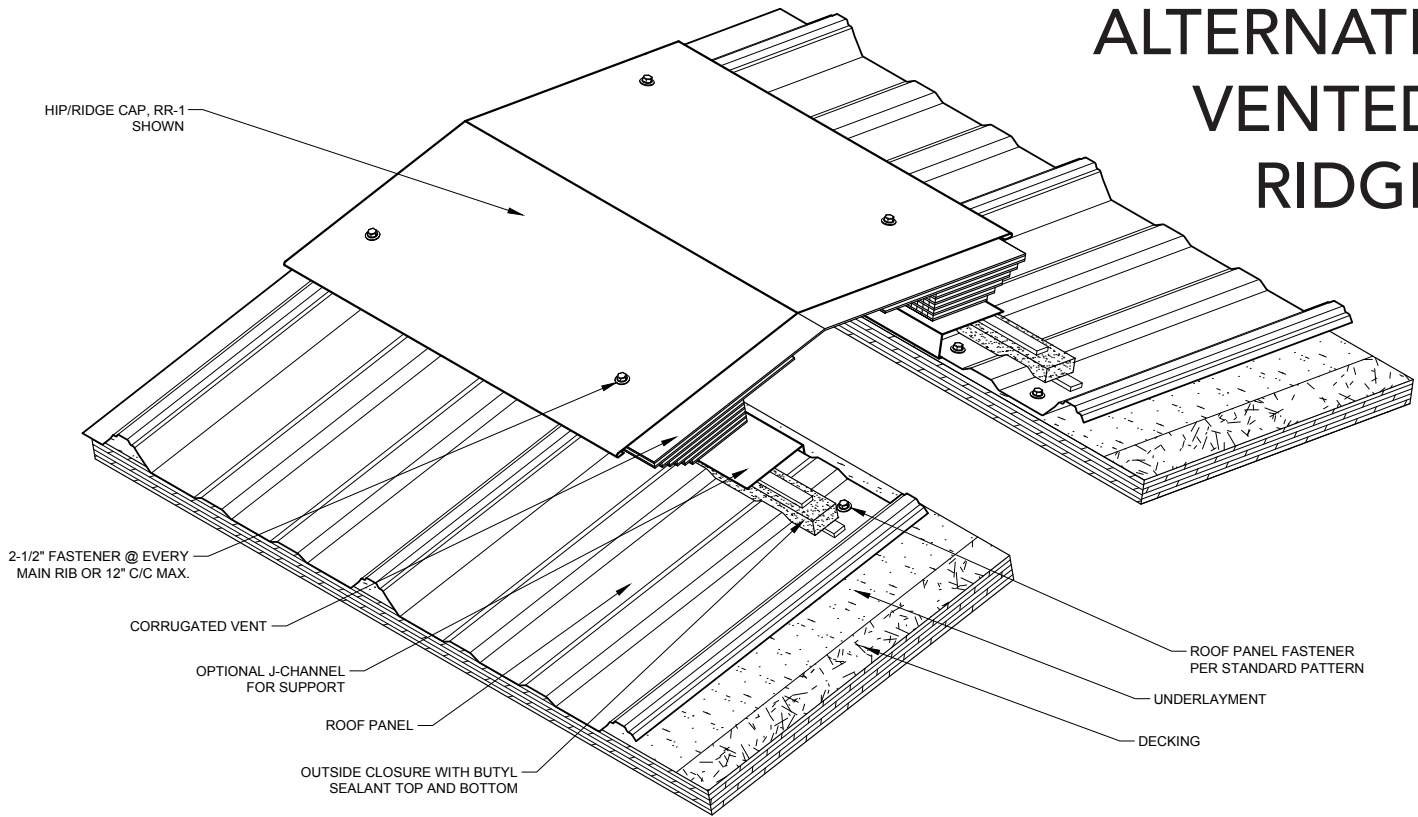 ALTERNATE
VENTED
RIDGE
HIP/RIDGE CAP, RR-1
SHOWN
2-1/2" FASTENER @ EVERY
MAIN RIB OR 12" C/C MAX.
CORRUGATED VENT
OPTIONAL J-CHANNEL
FOR SUPPORT
ROOF PANEL
OUTSIDE CLOSURE WITH BUTYL
SEALANT TOP AND BOTTOM
ROOF PANEL FASTENER
PER STANDARD PATTERN
UNDERLAYMENT
DECKING